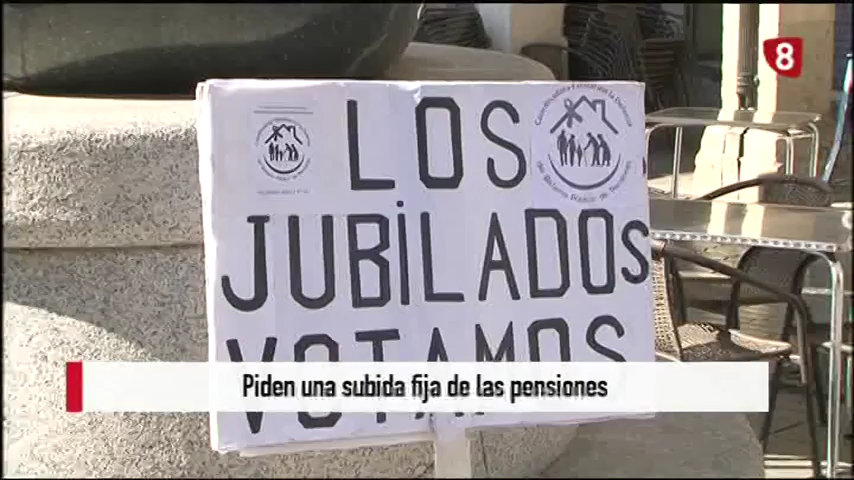 8
LOS
JUBiLADOS
VOTAMOS
Piden una subida fija de las pensiones